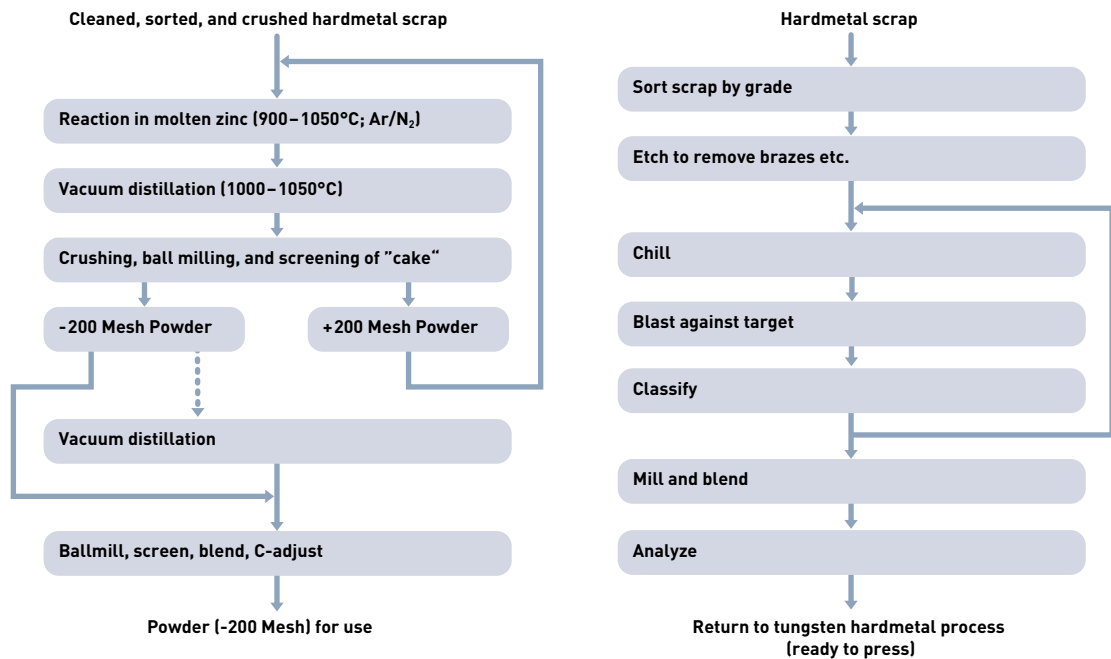 Cleaned, sorted, and crushed hardmetal scrap
Reaction in molten zinc (900–1050°C; Ar/N₂)
Vacuum distillation (1000–1050°C)
Crushing, ball milling, and screening of ”cake“
-200 Mesh Powder
+200 Mesh Powder
Vacuum distillation
Ballmill, screen, blend, C-adjust
Powder (-200 Mesh) for use
Hardmetal scrap
Sort scrap by grade
Etch to remove brazes etc.
Chill
Blast against target
Classify
Mill and blend
Analyze
Return to tungsten hardmetal process
(ready to press)